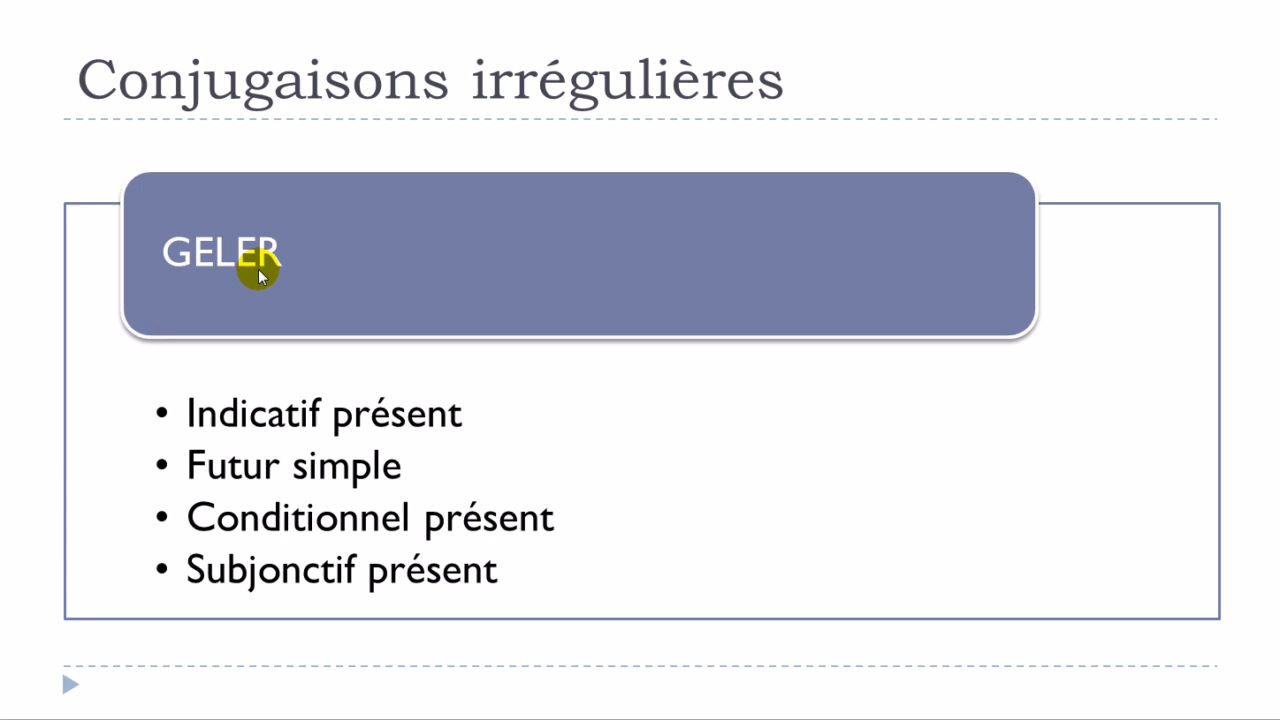 Conjugaisons irrégulières
GELER
• Indicatif présent
• Futur simple
• Conditionnel présent
• Subjonctif présent